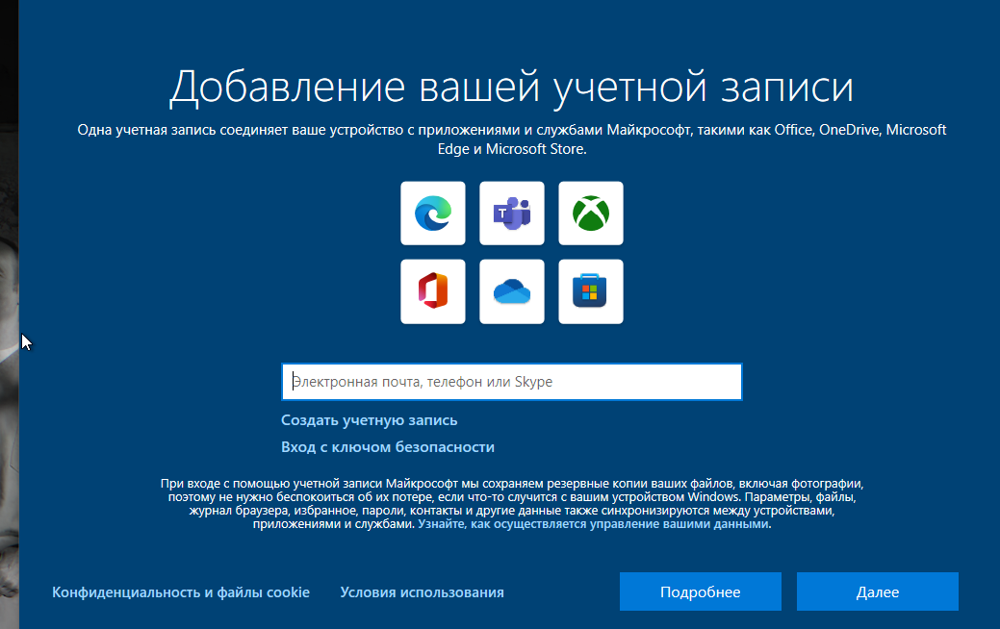 Добавление вашей учетной записи
Одна учетная запись соединяет ваше устройство с приложениями и службами Майкрософт, такими как Office, OneDrive, Microsoft
Edge и Microsoft Store.
T
Электронная почта, телефон или Skype
Создать учетную запись
Вход с ключом безопасности
При входе с помощью учетной записи Майкрософт мы сохраняем резервные копии ваших файлов, включая фотографии,
поэтому не нужно беспокоиться об их потере, если что-то случится с вашим устройством Windows. Параметры, файлы,
журнал браузера, избранное, пароли, контакты и другие данные также синхронизируются между устройствами,
приложениями и службами. Узнайте, как осуществляется управление вашими данными.
Конфиденциальность и файлы cookie
Условия использования
Подробнее
Далее